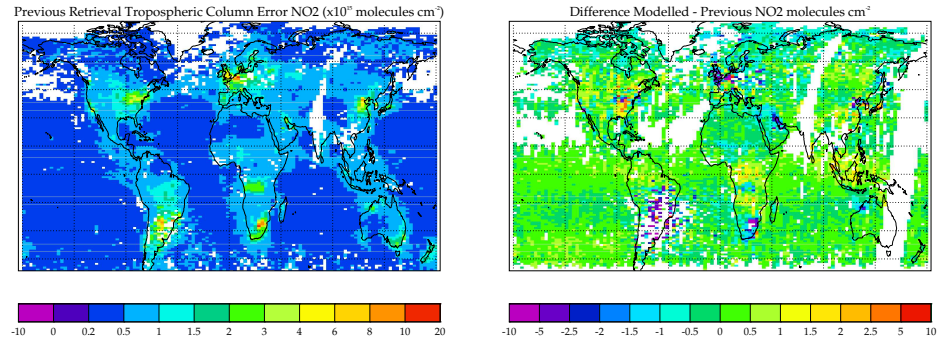 Previous Retrieval Tropospheric Column Error NO2 (x10¹⁵ molecules cm⁻²)
Difference Modelled - Previous NO2 molecules cm⁻²
-10 0 0.2 0.5 1 1.5 2 3 4 6 8 10 20
-10 -5 -2.5 -2 -1.5 -1 -0.5 0 0.5 1 1.5 2 2.5 5 10